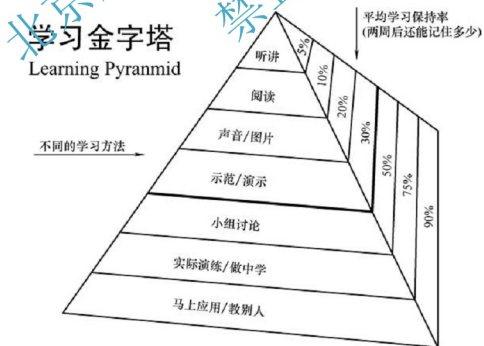 学习金字塔
Learning Pyranmid
平均学习保持率
(两周后还能记住多少)
不同的学习方法
听讲
5%
阅读
10%
声音/图片
20%
示范/演示
30%
小组讨论
50%
实际演练/做中学
75%
马上应用/教别人
90%
北京
禁